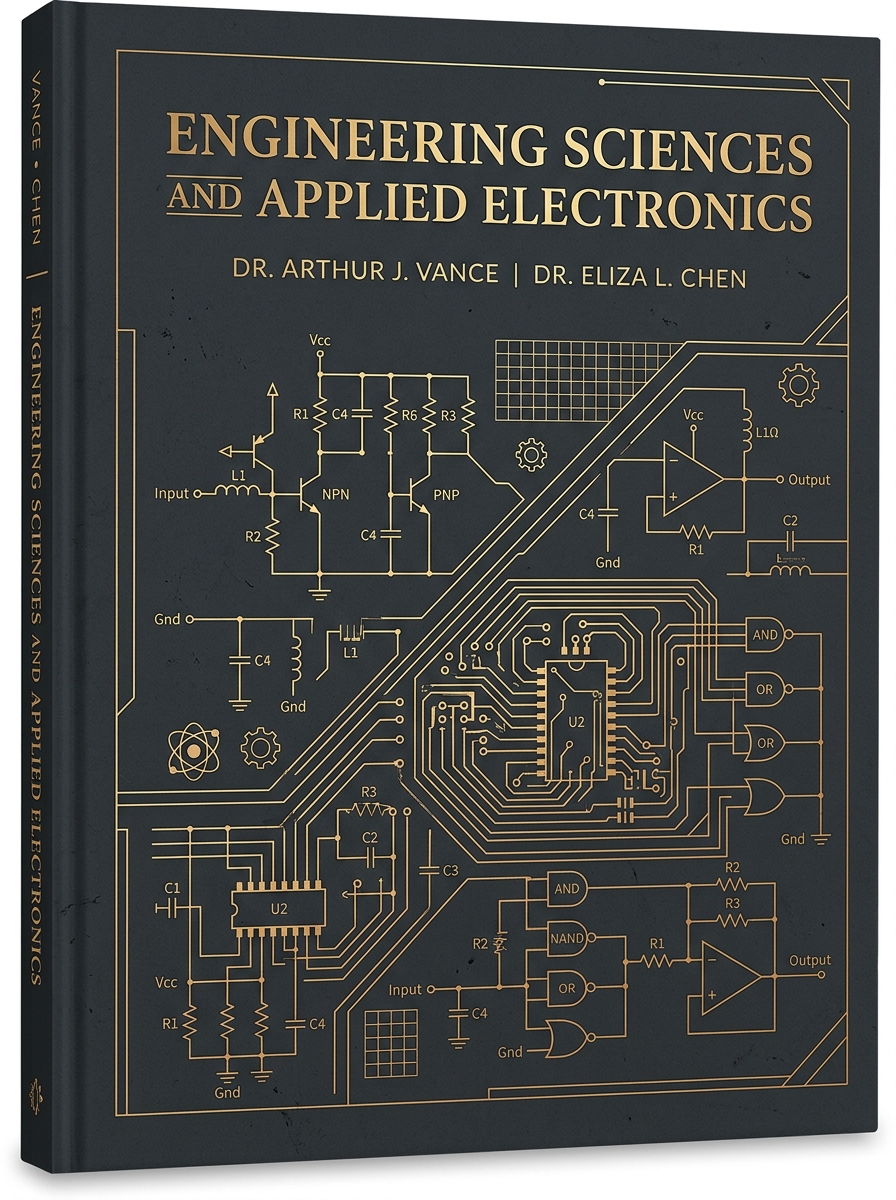 ENGINEERING SCIENCES
AND APPLIED ELECTRONICS
DR. ARTHUR J. VANCE | DR. ELIZA L. CHEN
VANCE • CHEN | ENGINEERING SCIENCES AND APPLIED ELECTRONICS
Vcc
R1
C4
R6
R3
L1
Input
NPN
PNP
R2
C4
Vcc
L1Ω
Output
C4
R1
Gnd
C2
Gnd
C4
L1
Gnd
U2
AND
OR
OR
Gnd
R3
C2
C3
C1
U2
Vcc
R1
C4
Gnd
AND
R2
NAND
Input
OR
C4
Gnd
R1
R2
R3
Output